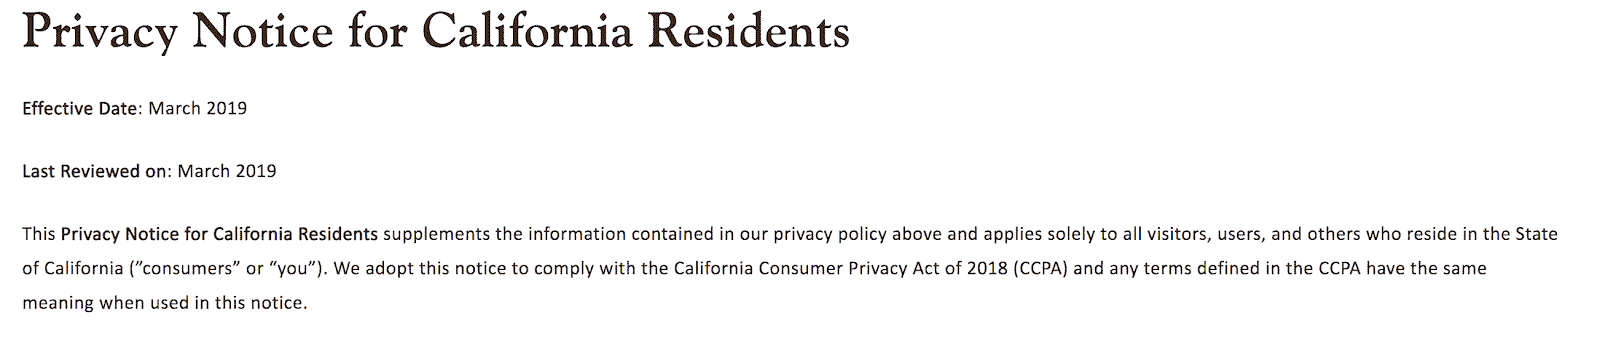 Privacy Notice for California Residents
Effective Date: March 2019
Last Reviewed on: March 2019
This Privacy Notice for California Residents supplements the information contained in our privacy policy above and applies solely to all visitors, users, and others who reside in the State
of California (”consumers” or “you”). We adopt this notice to comply with the California Consumer Privacy Act of 2018 (CCPA) and any terms defined in the CCPA have the same
meaning when used in this notice.